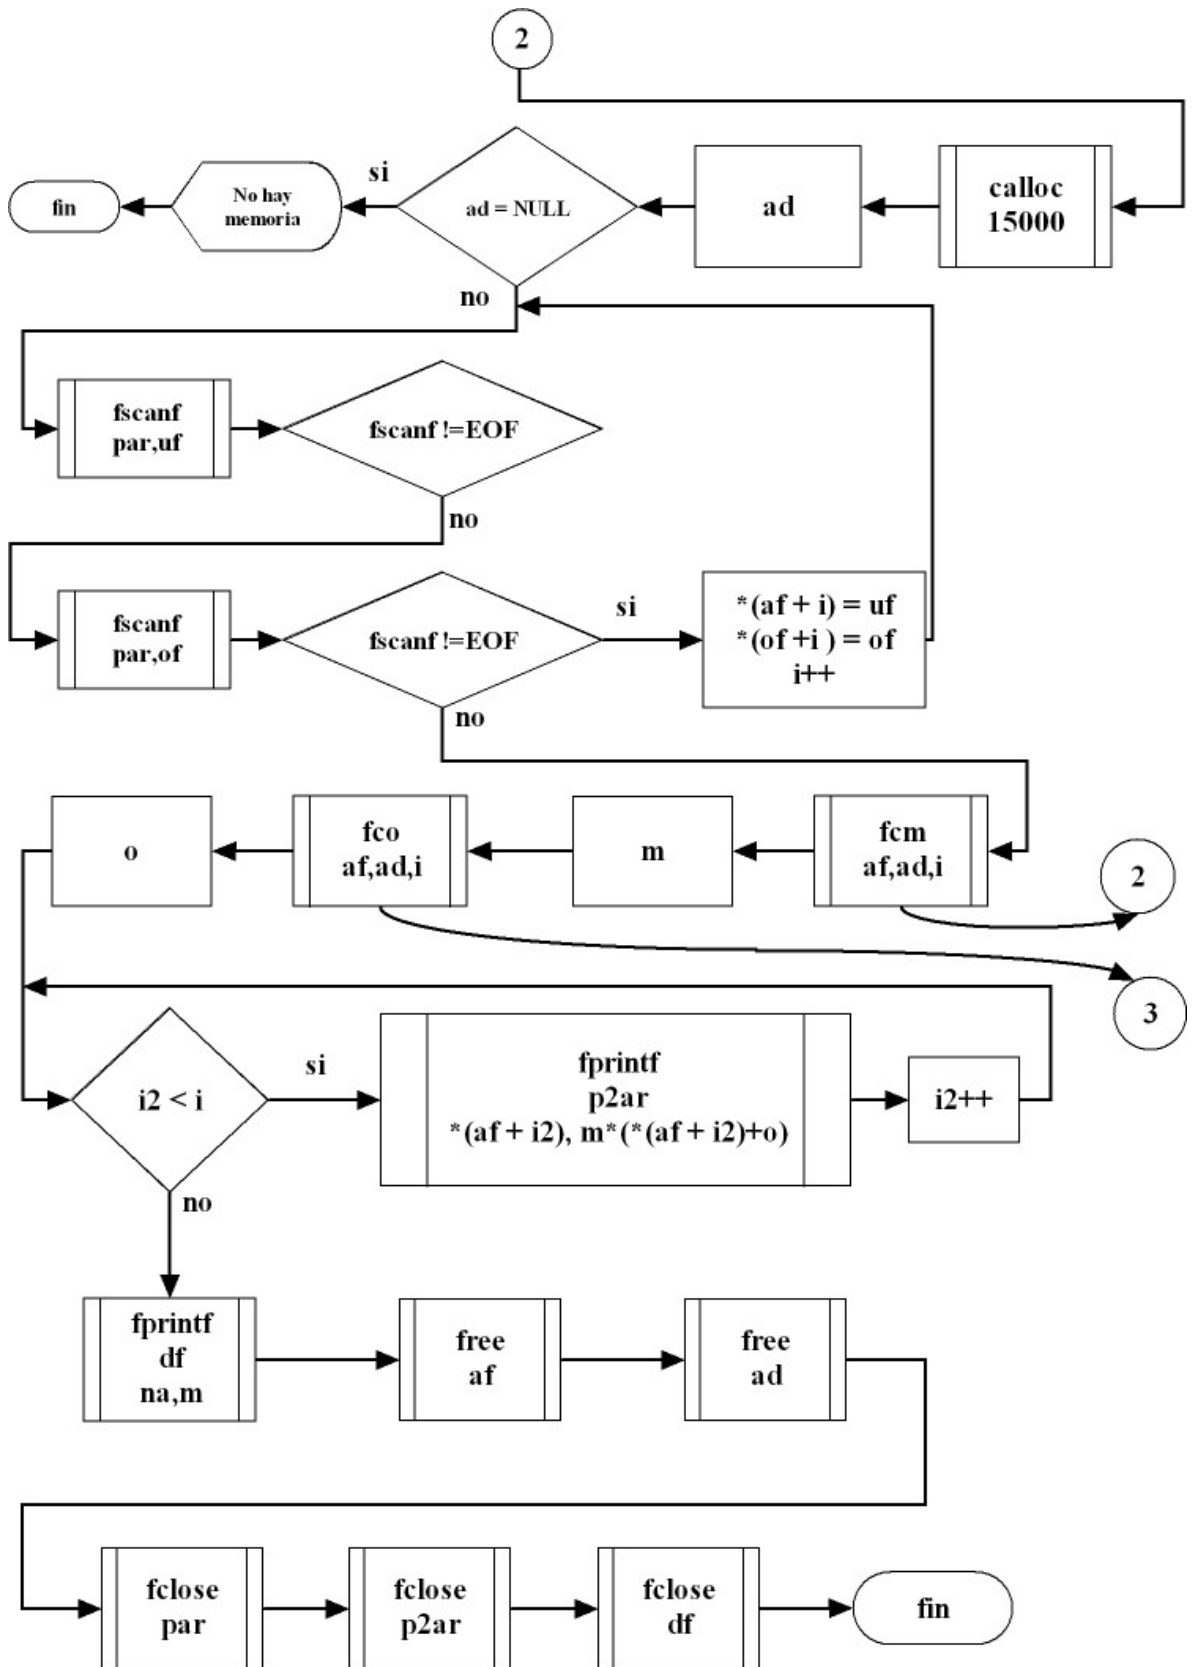 2
fin
No hay
memoria
si
ad = NULL
ad
calloc
15000
no
fscanf
par,uf
fscanf !=EOF
no
fscanf
par,of
fscanf !=EOF
si
*(af + i) = uf
*(of +i ) = of
i++
no
o
fco
af,ad,i
m
fcm
af,ad,i
2
3
i2 < i
si
fprintf
p2ar
*(af + i2), m*(*(af + i2)+o)
i2++
no
fprintf
df
na,m
free
af
free
ad
fclose
par
fclose
p2ar
fclose
df
fin